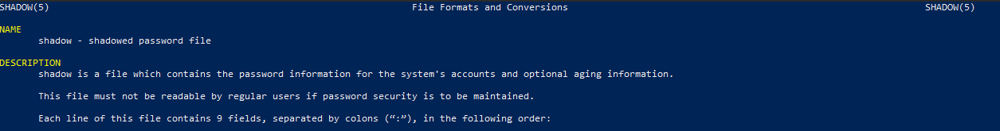 SHADOW(5) File Formats and Conversions SHADOW(5)
NAME
shadow - shadowed password file
DESCRIPTION
shadow is a file which contains the password information for the system's accounts and optional aging information.
This file must not be readable by regular users if password security is to be maintained.
Each line of this file contains 9 fields, separated by colons (“:”), in the following order: